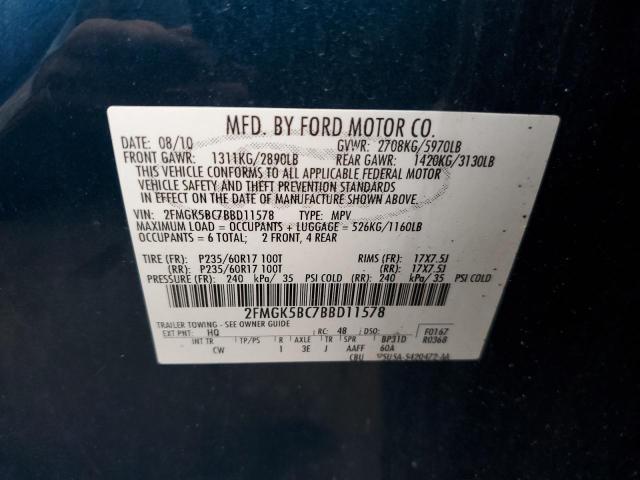 MFD. BY FORD MOTOR CO.
DATE: 08/10 GVWR: 2708KG/5970LB
FRONT GAWR: 1311KG/2890LB REAR GAWR: 1420KG/3130LB
THIS VEHICLE CONFORMS TO ALL APPLICABLE FEDERAL MOTOR
VEHICLE SAFETY AND THEFT PREVENTION STANDARDS
IN EFFECT ON THE DATE OF MANUFACTURE SHOWN ABOVE.
VIN: 2FMGK5BC7BBD11578 TYPE: MPV
MAXIMUM LOAD = OCCUPANTS + LUGGAGE = 526KG/1160LB
OCCUPANTS = 6 TOTAL; 2 FRONT, 4 REAR
TIRE (FR): P235/60R17 100T RIMS (FR): 17X7.5J
(RR): P235/60R17 100T (RR): 17X7.5J
PRESSURE (FR): 240 kPa/ 35 PSI COLD (RR): 240 kPa/ 35 PSI COLD
2FMGK5BC7BBD11578
TRAILER TOWING - SEE OWNER GUIDE
EXT PNT: HQ RC: 48 DSO: F0167
INT TR TP/PS R AXLE TR SPR BP31D R0368
CW 1 3E J AAFF 60A
CBU 5U5A-5420472-AA